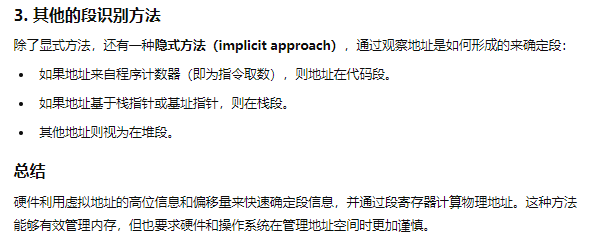 3. 其他的段识别方法
除了显式方法，还有一种隐式方法（implicit approach），通过观察地址是如何形成的来确定段：
• 如果地址来自程序计数器（即为指令取数），则地址在代码段。
• 如果地址基于栈指针或基址指针，则在栈段。
• 其他地址则视为在堆段。
总结
硬件利用虚拟地址的高位信息和偏移量来快速确定段信息，并通过段寄存器计算物理地址。这种方法
能够有效管理内存，但也要求硬件和操作系统在管理地址空间时更加谨慎。